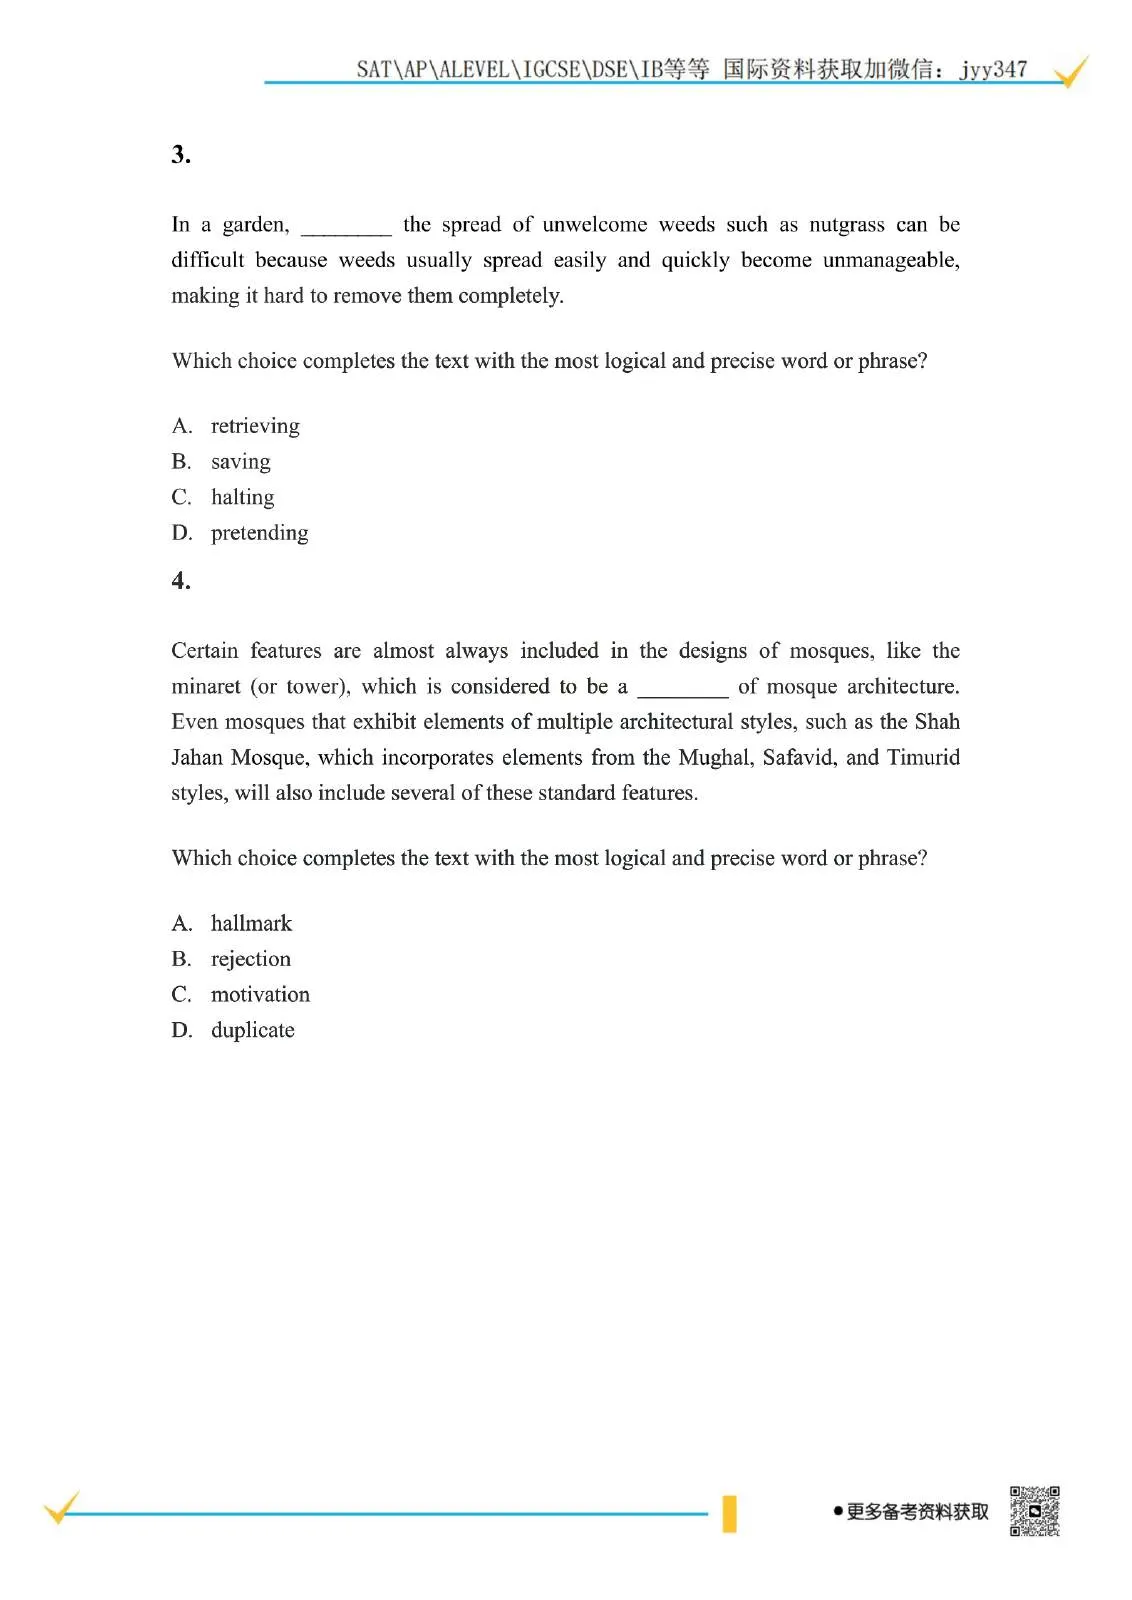 SAT\AP\ALEVEL\IGCSE\DSE\IB等等 国际资料获取加微信：jyy347
3.
In a garden, ________ the spread of unwelcome weeds such as nutgrass can be
difficult because weeds usually spread easily and quickly become unmanageable,
making it hard to remove them completely.
Which choice completes the text with the most logical and precise word or phrase?
A. retrieving
B. saving
C. halting
D. pretending
4.
Certain features are almost always included in the designs of mosques, like the
minaret (or tower), which is considered to be a ________ of mosque architecture.
Even mosques that exhibit elements of multiple architectural styles, such as the Shah
Jahan Mosque, which incorporates elements from the Mughal, Safavid, and Timurid
styles, will also include several of these standard features.
Which choice completes the text with the most logical and precise word or phrase?
A. hallmark
B. rejection
C. motivation
D. duplicate
●更多备考资料获取